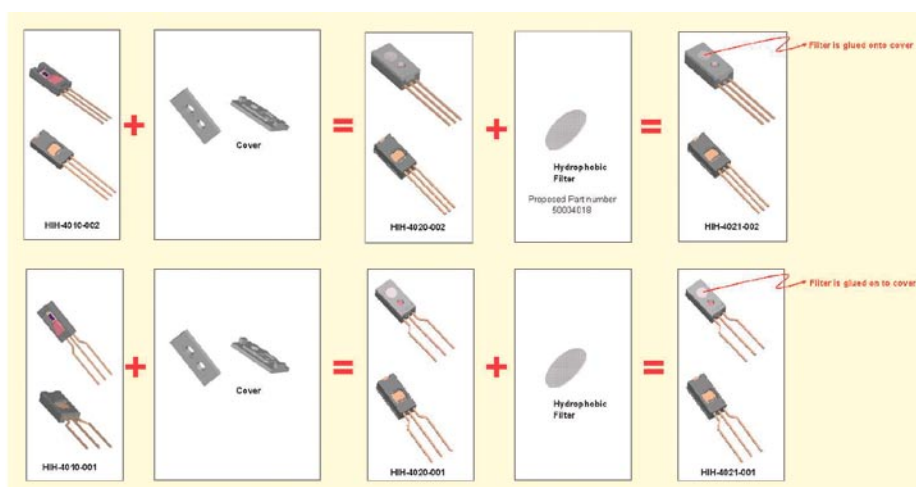 Filter is glued onto cover
+
=
+
=
Cover
Hydrophobic
Filter
Proposed Part number
50034018
HIH-4010-002
HIH-4020-002
HIH-4021-002
Filter is glued on to cover
+
=
+
=
Cover
Hydrophobic
Filter
HIH-4010-001
HIH-4020-001
HIH-4021-001